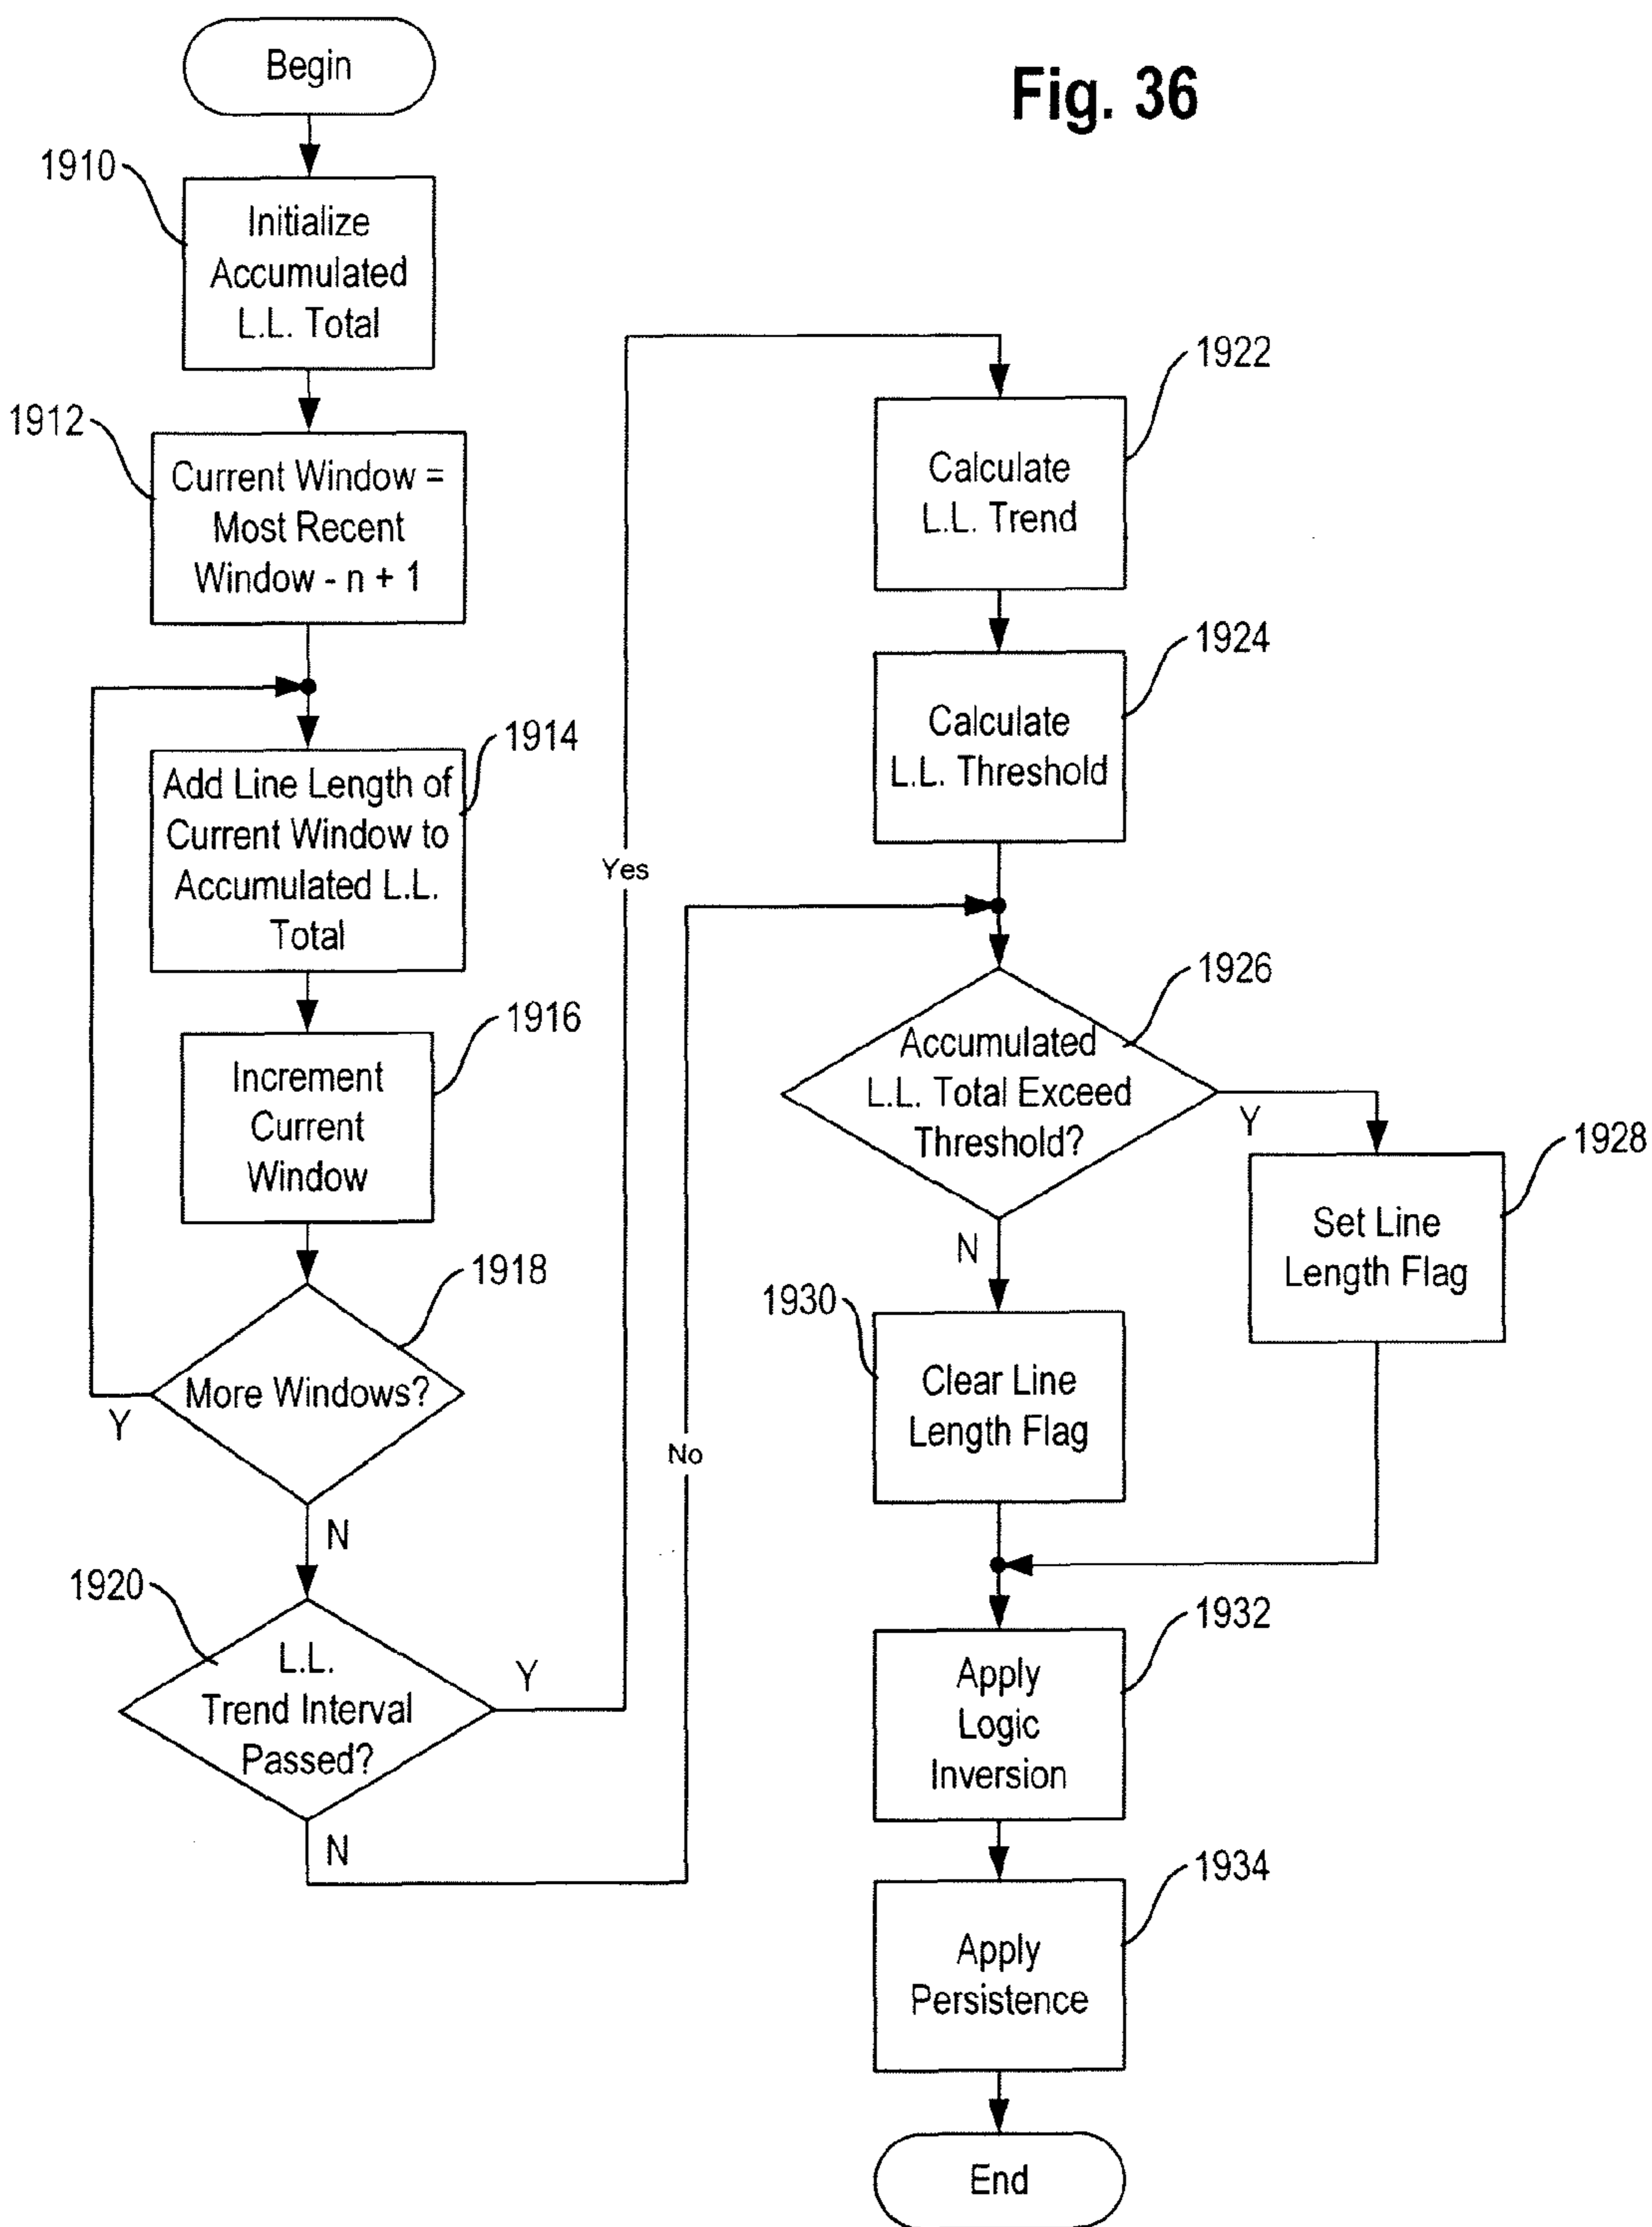 Fig. 36
Begin
1910
Initialize
Accumulated
L.L. Total
1912
Current Window =
Most Recent
Window - n + 1
1914
Add Line Length of
Current Window to
Accumulated L.L.
Total
1916
Increment
Current
Window
1918
More Windows?
Y
N
1920
L.L.
Trend Interval
Passed?
Y
N
Yes
No
1922
Calculate
L.L. Trend
1924
Calculate
L.L. Threshold
1926
Accumulated
L.L. Total Exceed
Threshold?
Y
N
1928
Set Line
Length Flag
1930
Clear Line
Length Flag
1932
Apply
Logic
Inversion
1934
Apply
Persistence
End